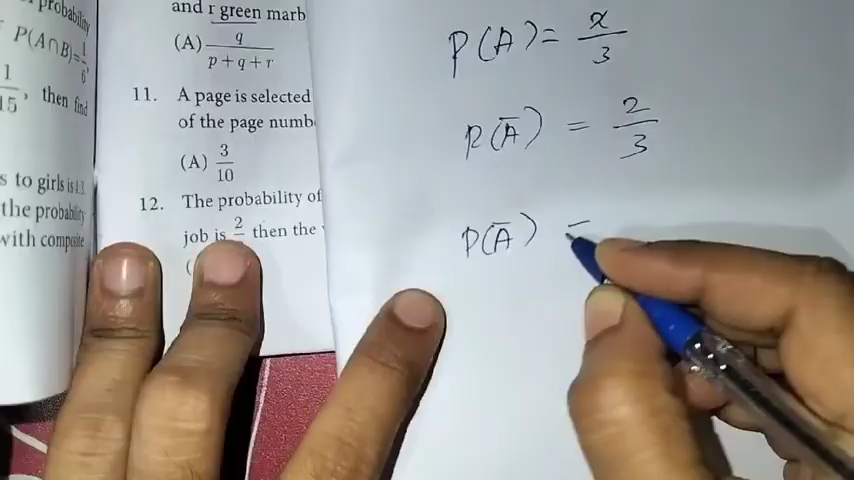 probability
P(A∩B)=1/6,
1/15, then find
s to girls is 4:3.
the probability
with composite
and r green marb
(A) q/(p+q+r)
11. A page is selected
of the page numb
(A) 3/10
12. The probability of
job is 2 then the
(
P(A) = x/3
P(A̅) = 2/3
P(A̅) =